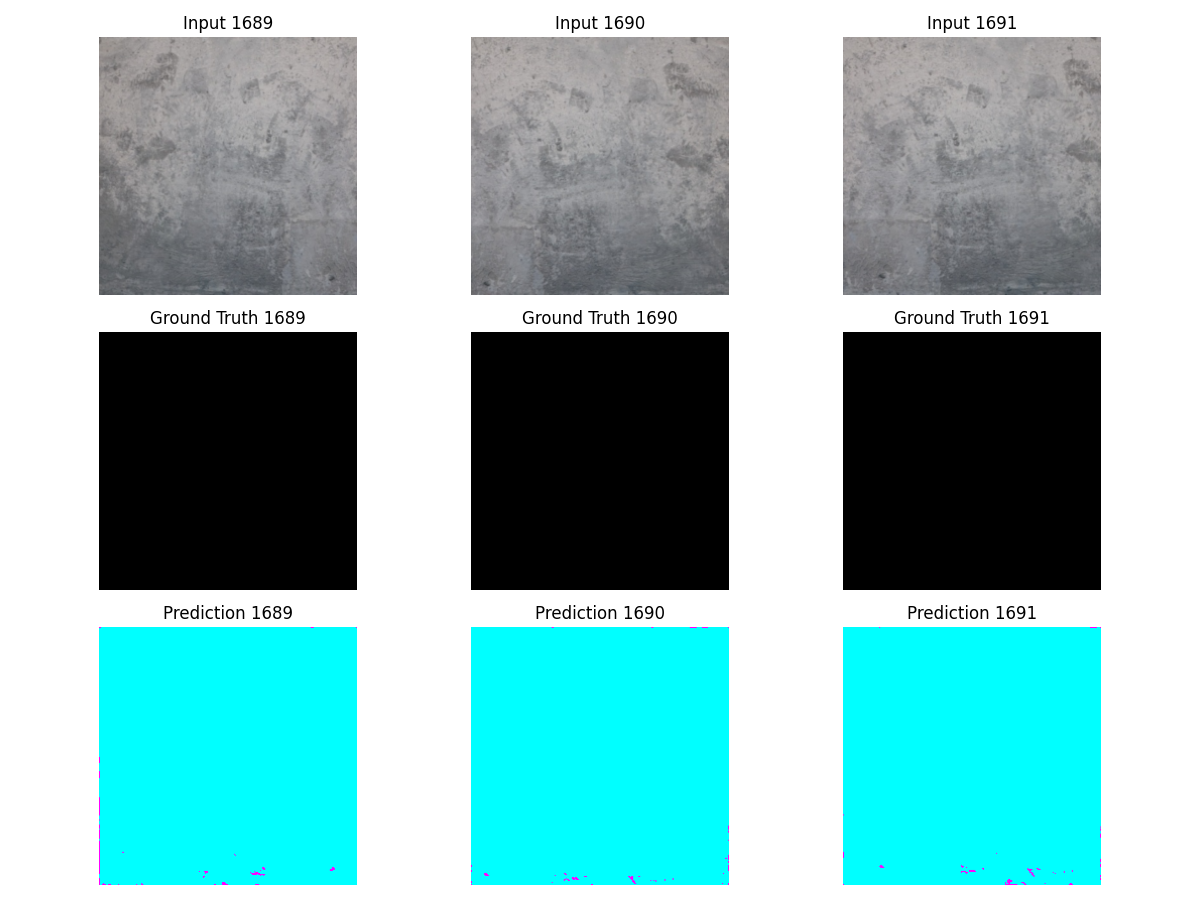 Input 1689
Input 1690
Input 1691
Ground Truth 1689
Ground Truth 1690
Ground Truth 1691
Prediction 1689
Prediction 1690
Prediction 1691